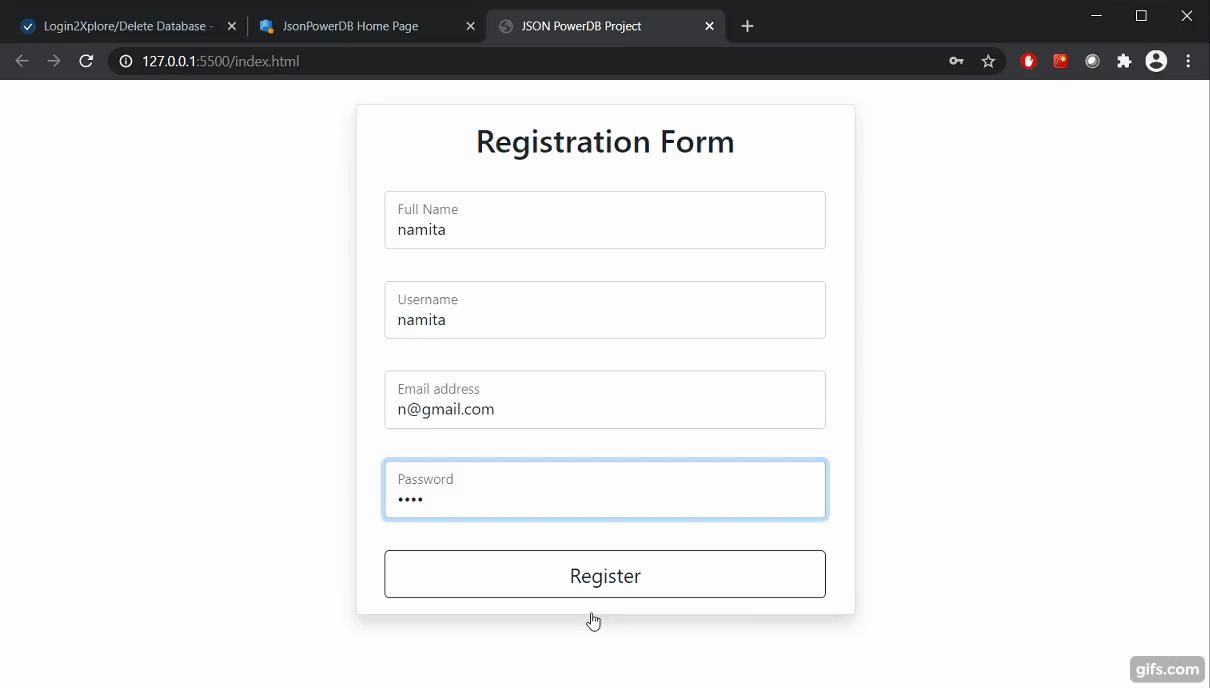 Login2Xplore/Delete Database -
JsonPowerDB Home Page
JSON PowerDB Project
127.0.0.1:5500/index.html
Registration Form
Full Name
namita
Username
namita
Email address
n@gmail.com
Password
••••
Register
gifs.com